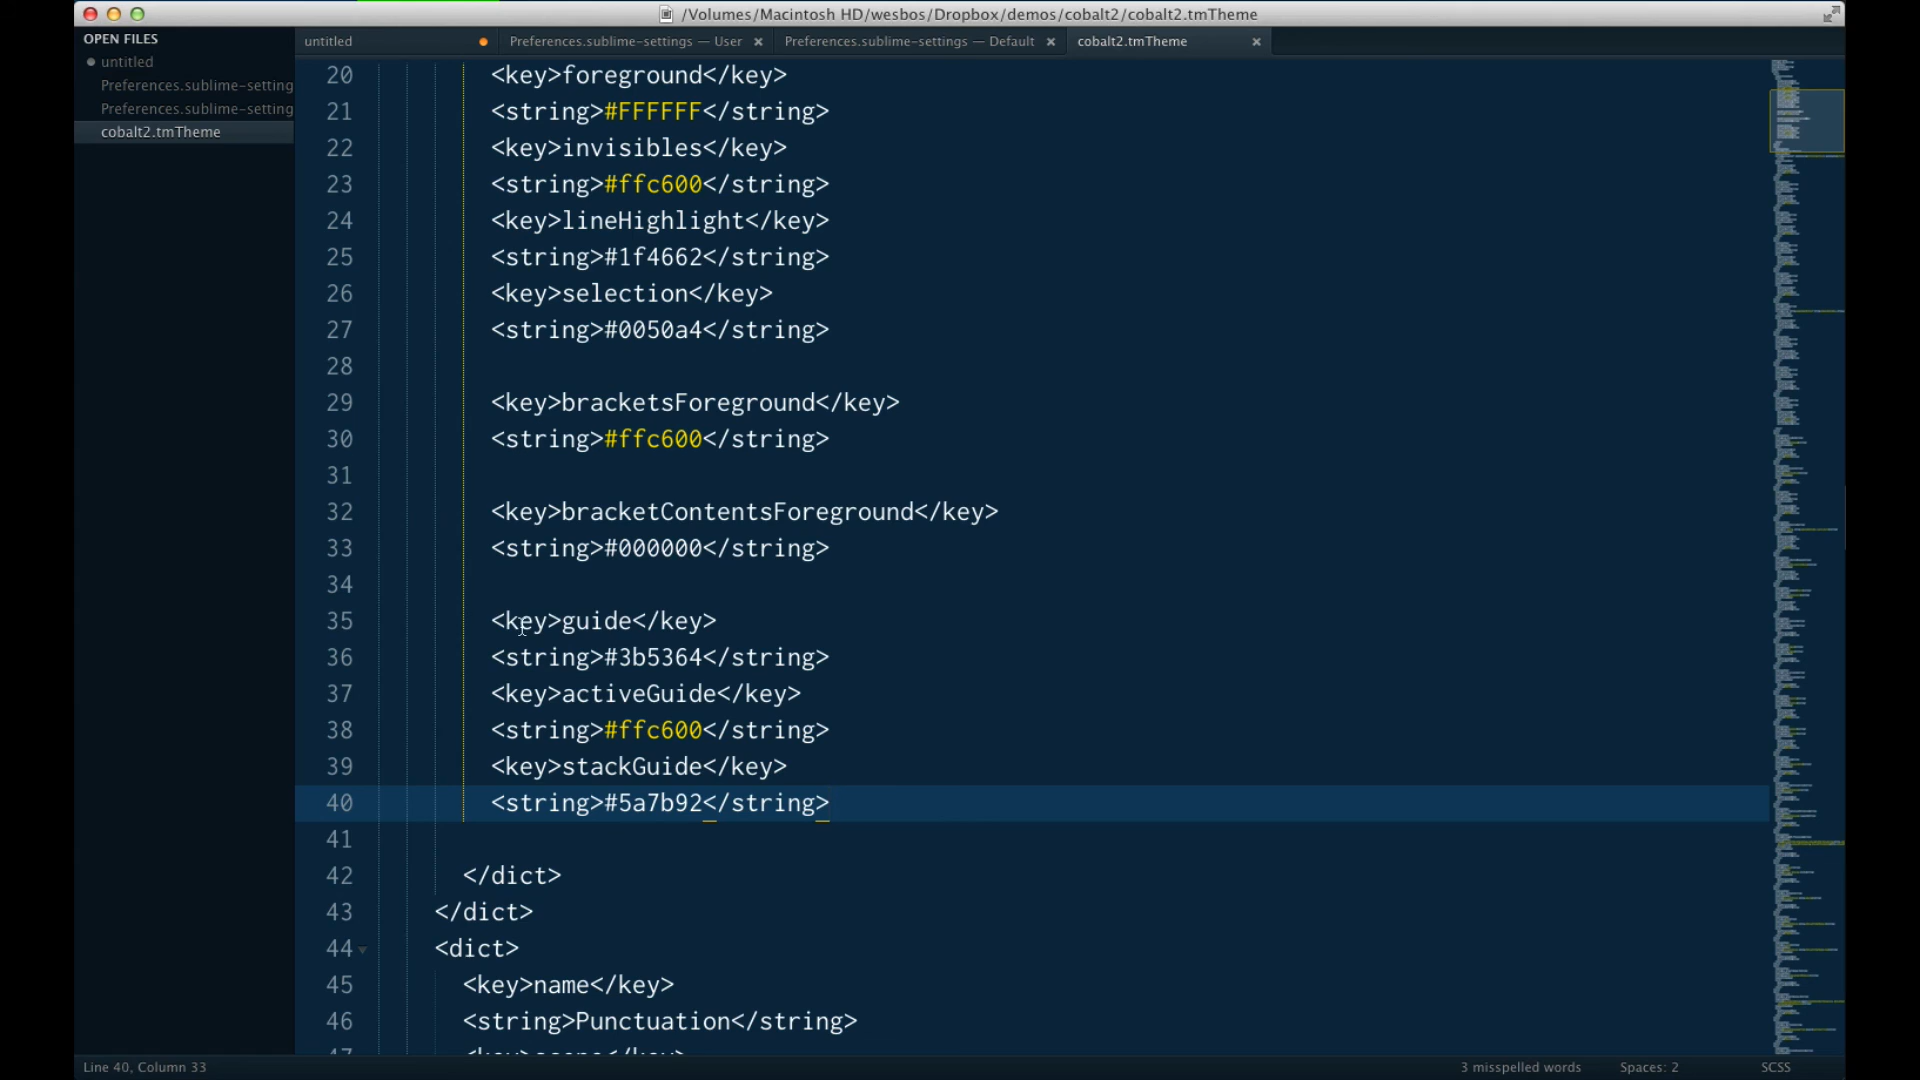 /Volumes/Macintosh HD/wesbos/Dropbox/demos/cobalt2/cobalt2.tmTheme
OPEN FILES
untitled
Preferences.sublime-setting
Preferences.sublime-setting
cobalt2.tmTheme
untitled
Preferences.sublime-settings — User
Preferences.sublime-settings — Default
cobalt2.tmTheme
20 <key>foreground</key>
21 <string>#FFFFFF</string>
22 <key>invisibles</key>
23 <string>#ffc600</string>
24 <key>lineHighlight</key>
25 <string>#1f4662</string>
26 <key>selection</key>
27 <string>#0050a4</string>
28
29 <key>bracketsForeground</key>
30 <string>#ffc600</string>
31
32 <key>bracketContentsForeground</key>
33 <string>#000000</string>
34
35 <key>guide</key>
36 <string>#3b5364</string>
37 <key>activeGuide</key>
38 <string>#ffc600</string>
39 <key>stackGuide</key>
40 <string>#5a7b92</string>
41
42 </dict>
43 </dict>
44 <dict>
45 <key>name</key>
46 <string>Punctuation</string>
47 <key>scope</key>
Line 40, Column 33
3 misspelled words
Spaces: 2
SCSS